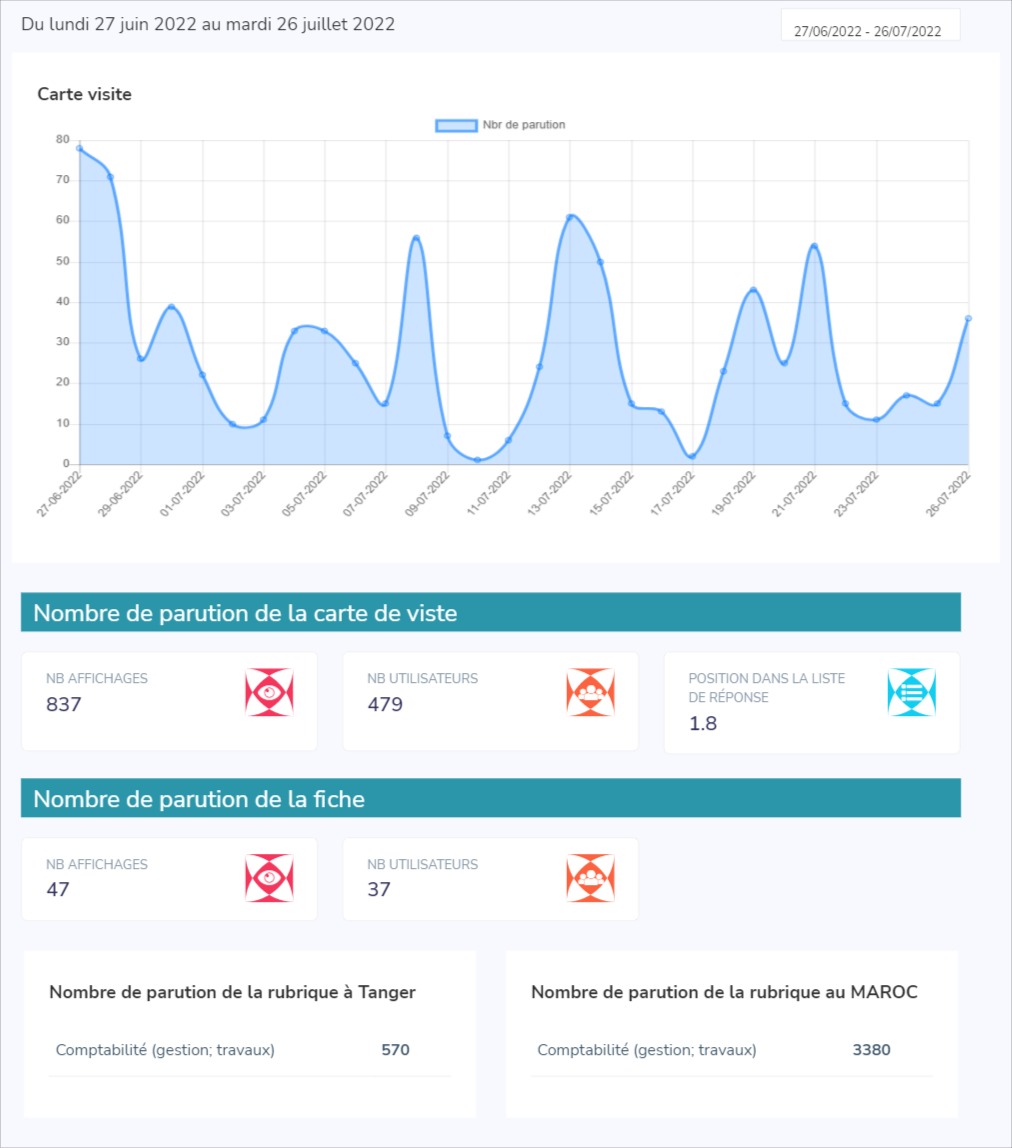 Du lundi 27 juin 2022 au mardi 26 juillet 2022
27/06/2022 - 26/07/2022
Carte visite
Nbr de parution
80
70
60
50
40
30
20
10
0
27-06-2022
29-06-2022
01-07-2022
03-07-2022
05-07-2022
07-07-2022
09-07-2022
11-07-2022
13-07-2022
15-07-2022
17-07-2022
19-07-2022
21-07-2022
23-07-2022
26-07-2022
Nombre de parution de la carte de viste
NB AFFICHAGES
837
NB UTILISATEURS
479
POSITION DANS LA LISTE
DE RÉPONSE
1.8
Nombre de parution de la fiche
NB AFFICHAGES
47
NB UTILISATEURS
37
Nombre de parution de la rubrique à Tanger
Comptabilité (gestion; travaux) 570
Nombre de parution de la rubrique au MAROC
Comptabilité (gestion; travaux) 3380